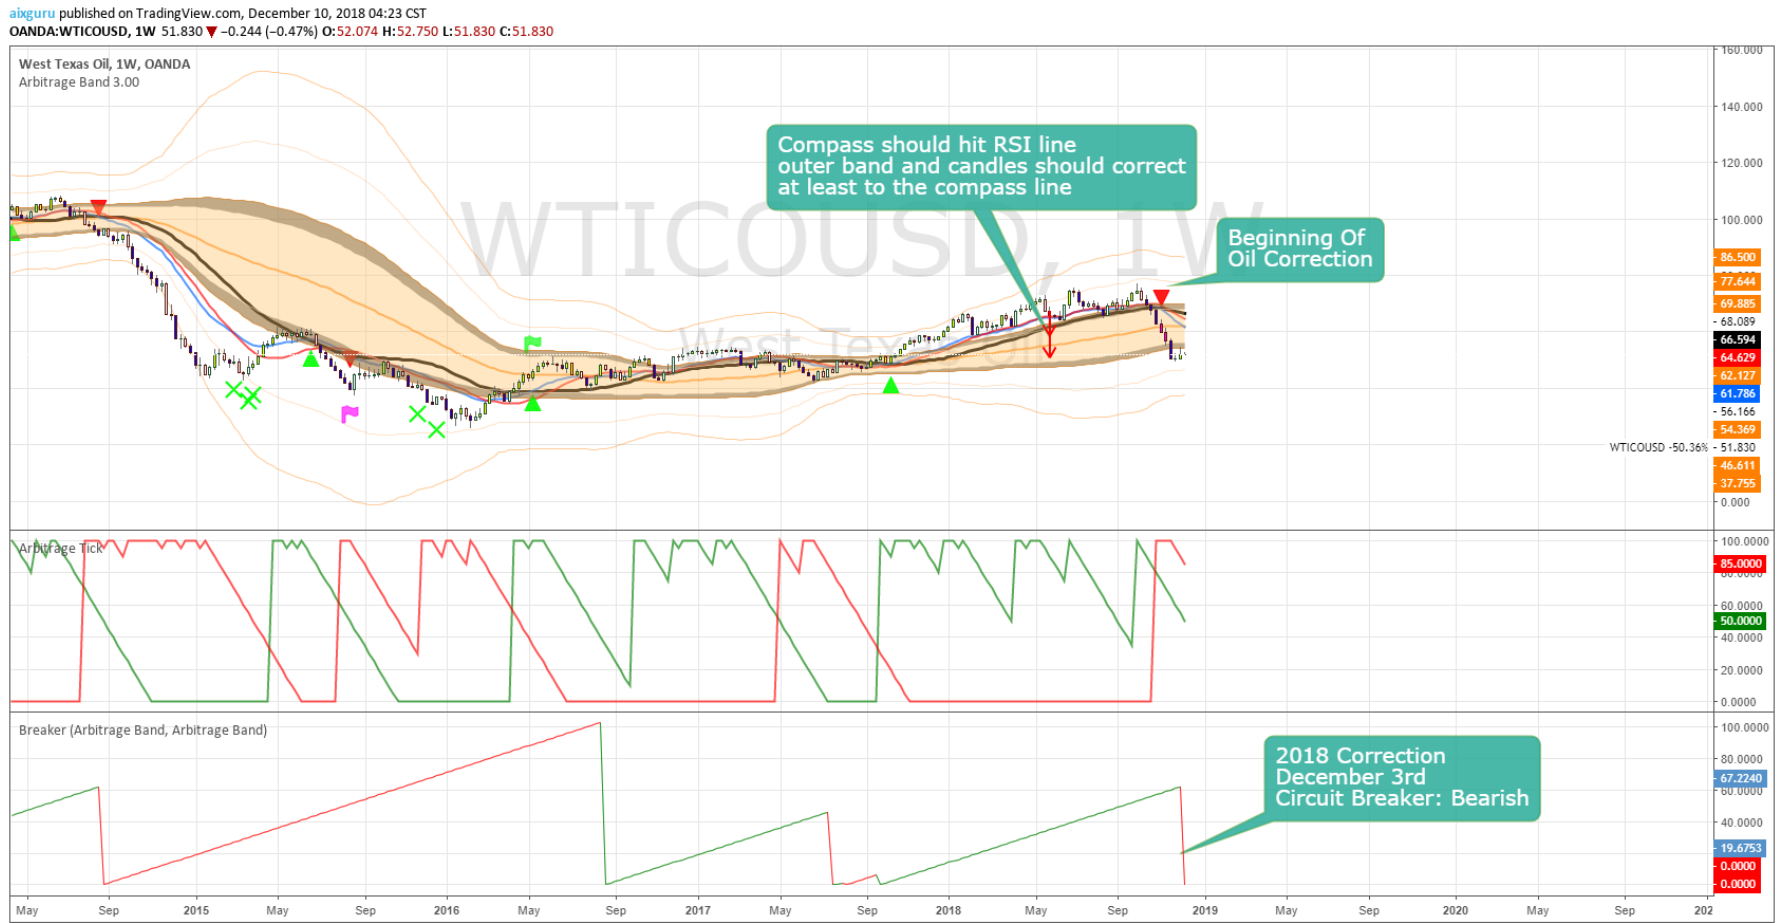 aixguru published on TradingView.com, December 10, 2018 04:23 CST
OANDA:WTICOUSD, 1W 51.830 ▼ −0.244 (−0.47%) O:52.074 H:52.750 L:51.830 C:51.830
West Texas Oil, 1W, OANDA
Arbitrage Band 3.00
WTICOUSD, 1W
West Texas Oil
Compass should hit RSI line
outer band and candles should correct
at least to the compass line
Beginning Of
Oil Correction
160.000
140.000
120.000
100.000
86.500
77.644
69.885
68.089
66.594
64.629
62.127
61.786
56.166
54.369
WTICOUSD -50.36%
51.830
46.611
37.755
0.000
Arbitrage Tick
100.0000
85.0000
80.0000
60.0000
50.0000
40.0000
20.0000
0.0000
Breaker (Arbitrage Band, Arbitrage Band)
2018 Correction
December 3rd
Circuit Breaker: Bearish
100.0000
80.0000
67.2240
60.0000
40.0000
19.6753
0.0000
0.0000
May Sep 2015 May Sep 2016 May Sep 2017 May Sep 2018 May Sep 2019 May Sep 2020 May Sep 202